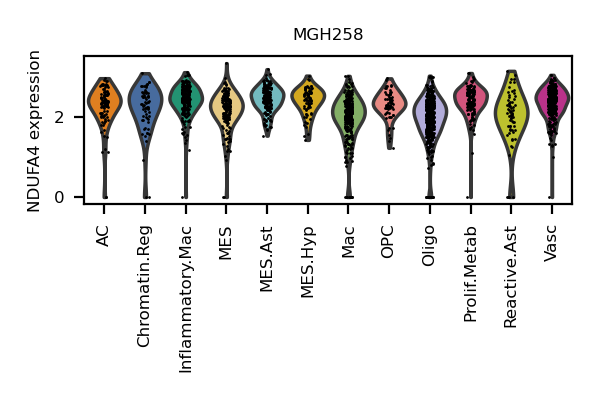 MGH258
NDUFA4 expression
2
0
AC
Chromatin.Reg
Inflammatory.Mac
MES
MES.Ast
MES.Hyp
Mac
OPC
Oligo
Prolif.Metab
Reactive.Ast
Vasc